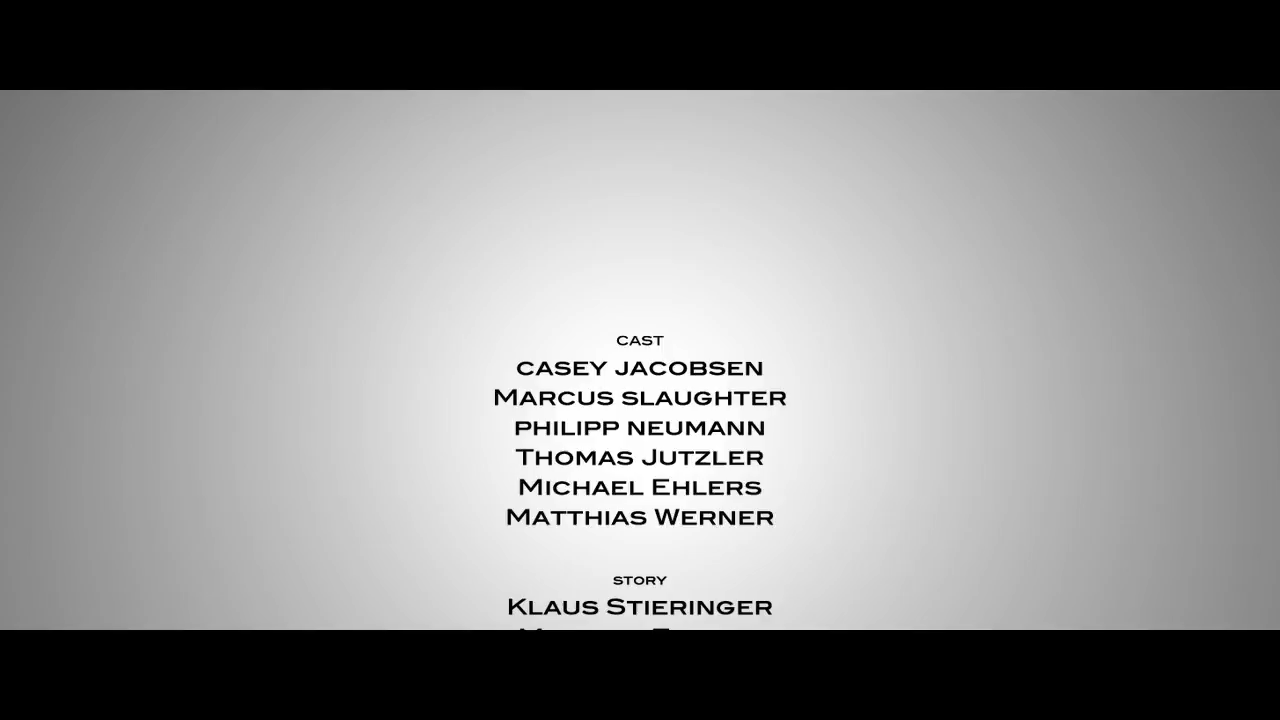 CAST
CASEY JACOBSEN
MARCUS SLAUGHTER
PHILIPP NEUMANN
THOMAS JUTZLER
MICHAEL EHLERS
MATTHIAS WERNER
STORY
KLAUS STIERINGER